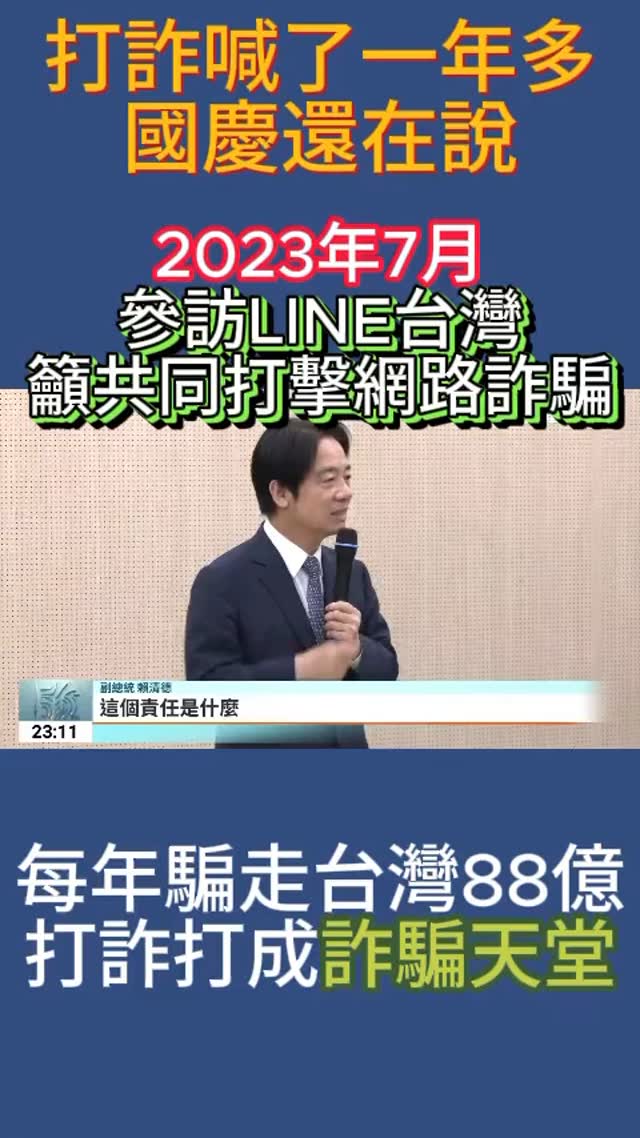 打詐喊了一年多
國慶還在說
2023年7月
參訪LINE台灣
籲共同打擊網路詐騙
副總統 賴清德
這個責任是什麼
23:11
每年騙走台灣88億
打詐打成詐騙天堂